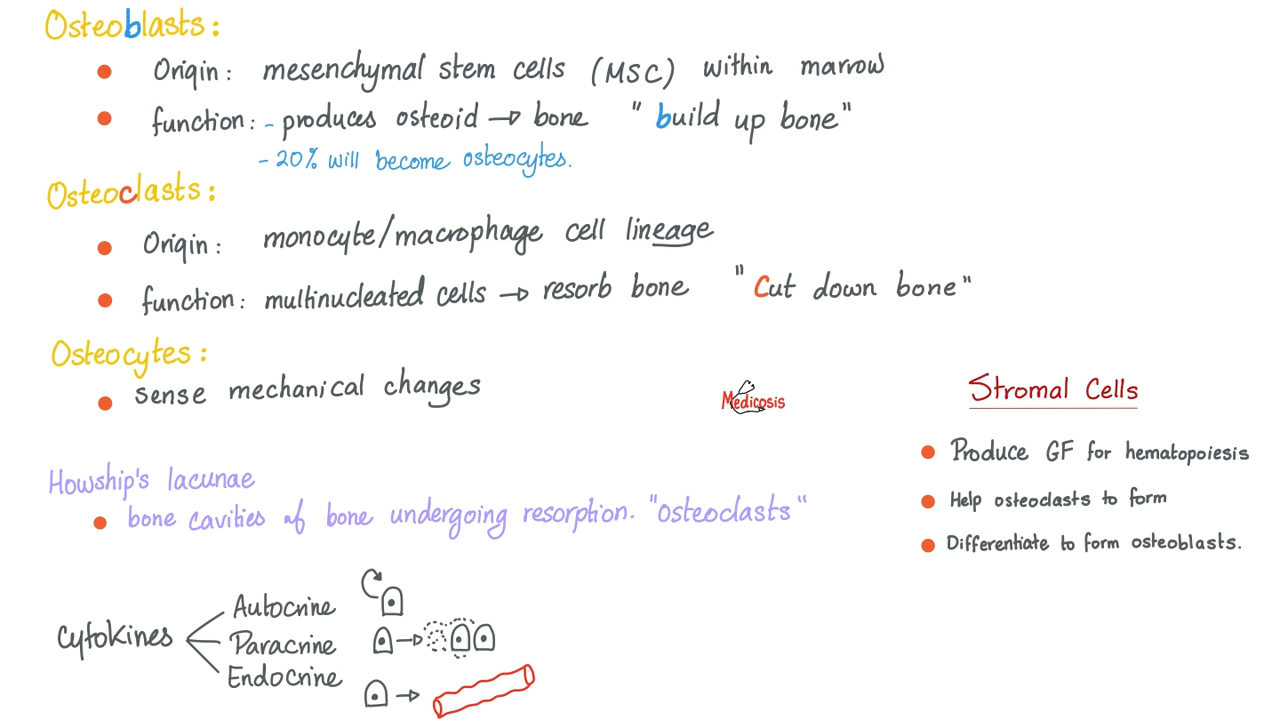 Osteoblasts:
Origin: mesenchymal stem cells (MSC) within marrow
function: - produces osteoid → bone "build up bone"
- 20% will become osteocytes.
Osteoclasts:
Origin: monocyte/macrophage cell lineage
function: multinucleated cells → resorb bone "Cut down bone"
Osteocytes:
sense mechanical changes
Medicosis
Stromal Cells
Produce GF for hematopoiesis
Help osteoclasts to form
Differentiate to form osteoblasts.
Howship's lacunae
bone cavities of bone undergoing resorption. "osteoclasts"
Cytokines
Autocrine
Paracrine
Endocrine